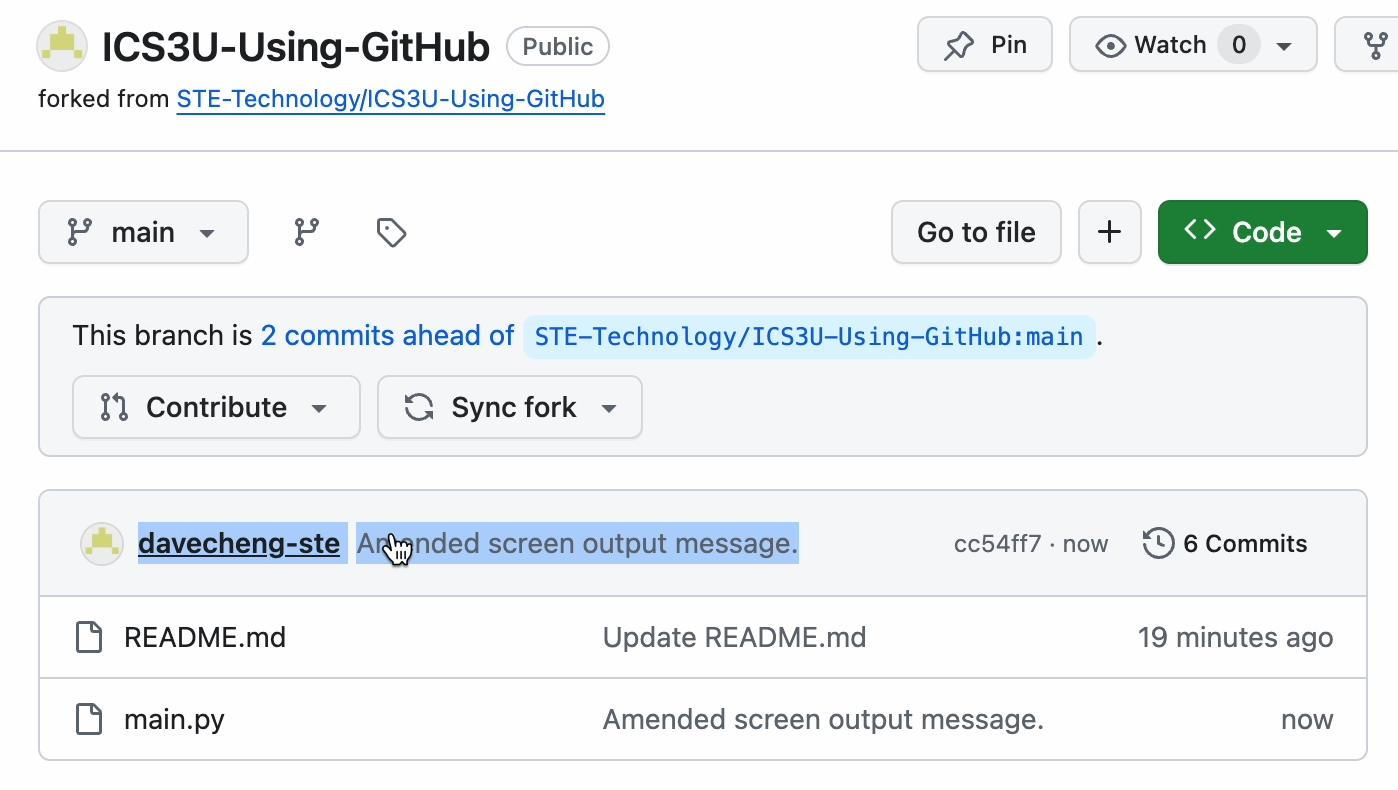 ICS3U-Using-GitHub Public Pin Watch 0
forked from STE-Technology/ICS3U-Using-GitHub
main Go to file + <> Code
This branch is 2 commits ahead of STE-Technology/ICS3U-Using-GitHub:main .
Contribute Sync fork
davecheng-ste Amended screen output message. cc54ff7 · now 6 Commits
README.md Update README.md 19 minutes ago
main.py Amended screen output message. now